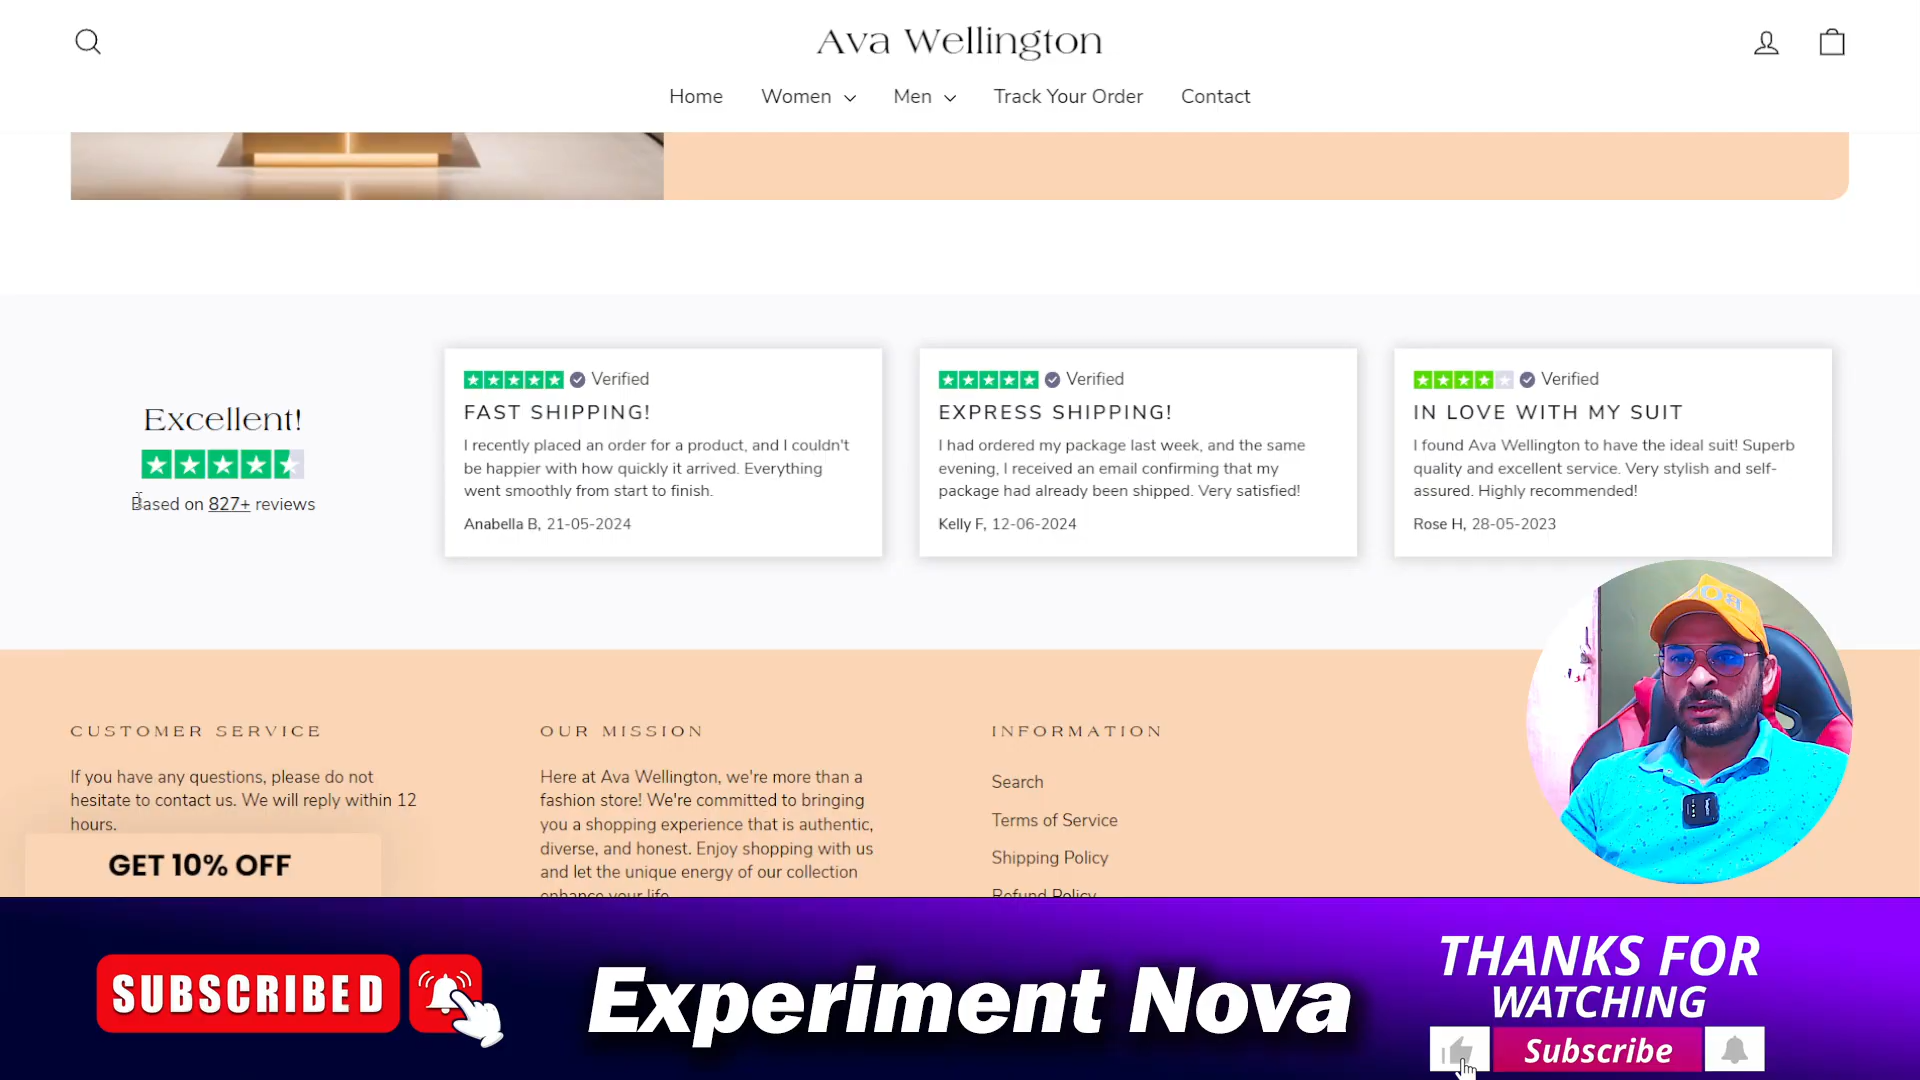 Ava Wellington
Home
Women
Men
Track Your Order
Contact
Excellent!
Based on 827+ reviews
Verified
FAST SHIPPING!
I recently placed an order for a product, and I couldn't
be happier with how quickly it arrived. Everything
went smoothly from start to finish.
Anabella B, 21-05-2024
Verified
EXPRESS SHIPPING!
I had ordered my package last week, and the same
evening, I received an email confirming that my
package had already been shipped. Very satisfied!
Kelly F, 12-06-2024
Verified
IN LOVE WITH MY SUIT
I found Ava Wellington to have the ideal suit! Superb
quality and excellent service. Very stylish and self-
assured. Highly recommended!
Rose H, 28-05-2023
CUSTOMER SERVICE
If you have any questions, please do not
hesitate to contact us. We will reply within 12
hours.
GET 10% OFF
OUR MISSION
Here at Ava Wellington, we're more than a
fashion store! We're committed to bringing
you a shopping experience that is authentic,
diverse, and honest. Enjoy shopping with us
and let the unique energy of our collection
enhance your life.
INFORMATION
Search
Terms of Service
Shipping Policy
Refund Policy
SUBSCRIBED
Experiment Nova
THANKS FOR
WATCHING
Subscribe